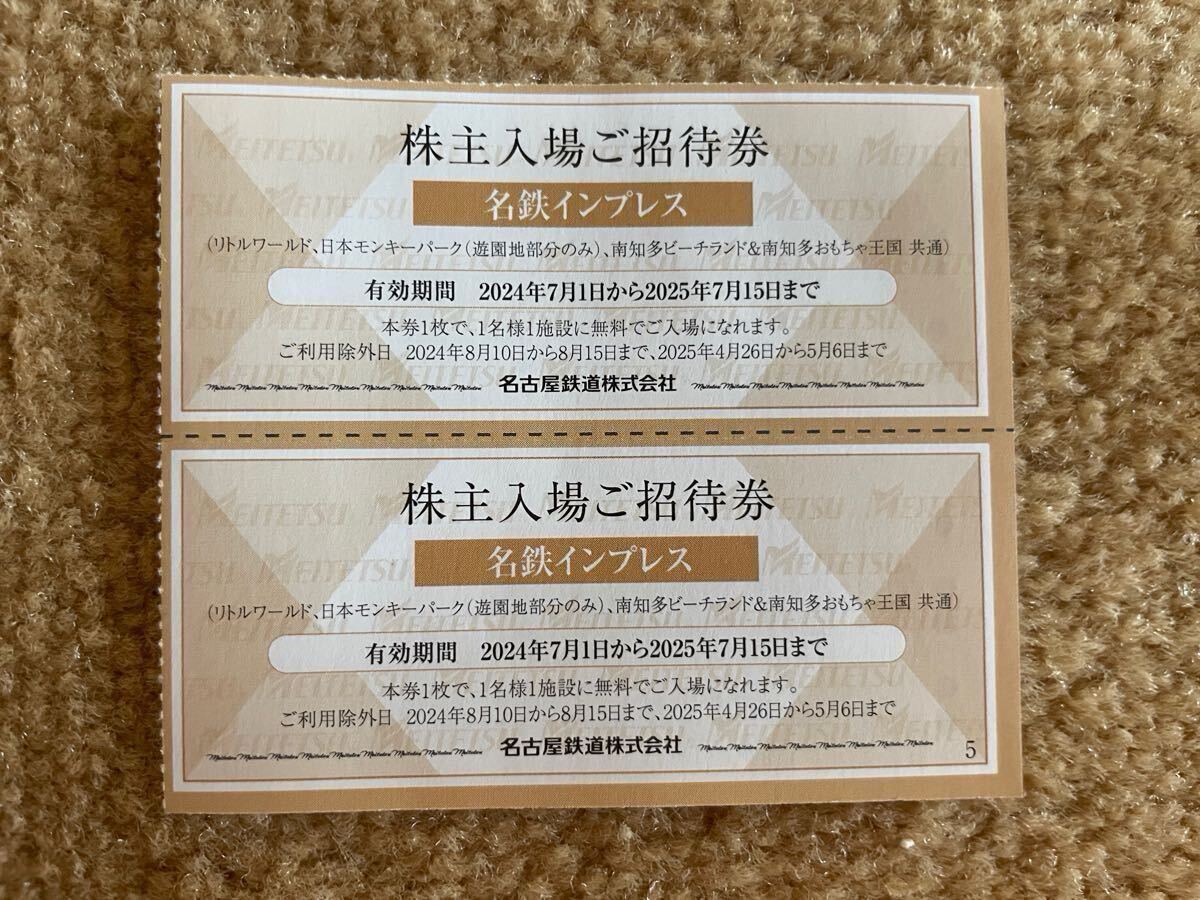 株主入場ご招待券
名鉄インプレス
(リトルワールド、日本モンキーパーク(遊園地部分のみ)、南知多ビーチランド&南知多おもちゃ王国 共通)
有効期間 2024年7月1日から2025年7月15日まで
本券1枚で、1名様1施設に無料でご入場になれます。
ご利用除外日 2024年8月10日から8月15日まで、2025年4月26日から5月6日まで
名古屋鉄道株式会社
株主入場ご招待券
名鉄インプレス
(リトルワールド、日本モンキーパーク(遊園地部分のみ)、南知多ビーチランド&南知多おもちゃ王国 共通)
有効期間 2024年7月1日から2025年7月15日まで
本券1枚で、1名様1施設に無料でご入場になれます。
ご利用除外日 2024年8月10日から8月15日まで、2025年4月26日から5月6日まで
名古屋鉄道株式会社
5